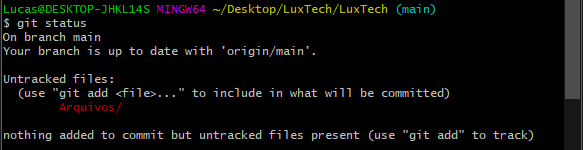 Lucas@DESKTOP-JHKL14S MINGW64 ~/Desktop/LuxTech/LuxTech (main)
$ git status
On branch main
Your branch is up to date with 'origin/main'.

Untracked files:
  (use "git add <file>..." to include in what will be committed)
        Arquivos/

nothing added to commit but untracked files present (use "git add" to track)